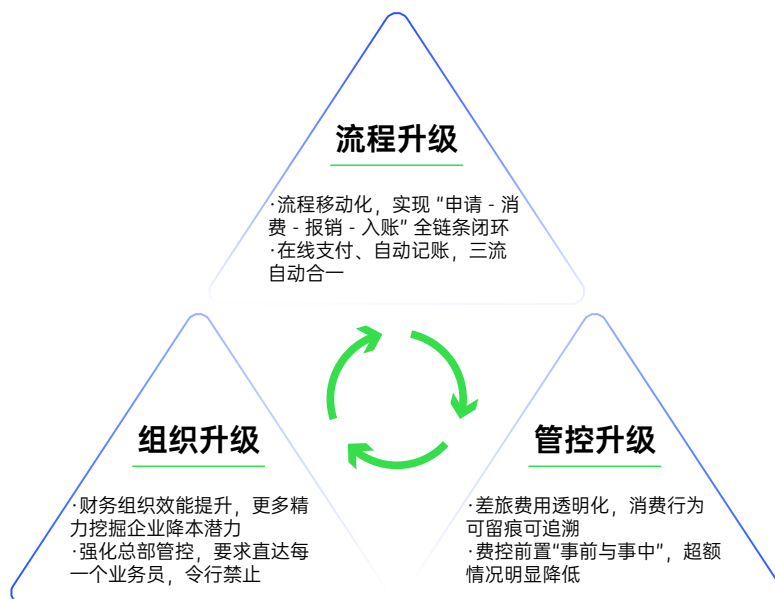 流程升级
·流程移动化，实现 “申请 - 消
费 - 报销 - 入账” 全链条闭环
·在线支付、自动记账，三流
自动合一
组织升级
·财务组织效能提升，更多精
力挖掘企业降本潜力
·强化总部管控，要求直达每
一个业务员，令行禁止
管控升级
·差旅费用透明化，消费行为
可留痕可追溯
·费控前置“事前与事中”，超额
情况明显降低